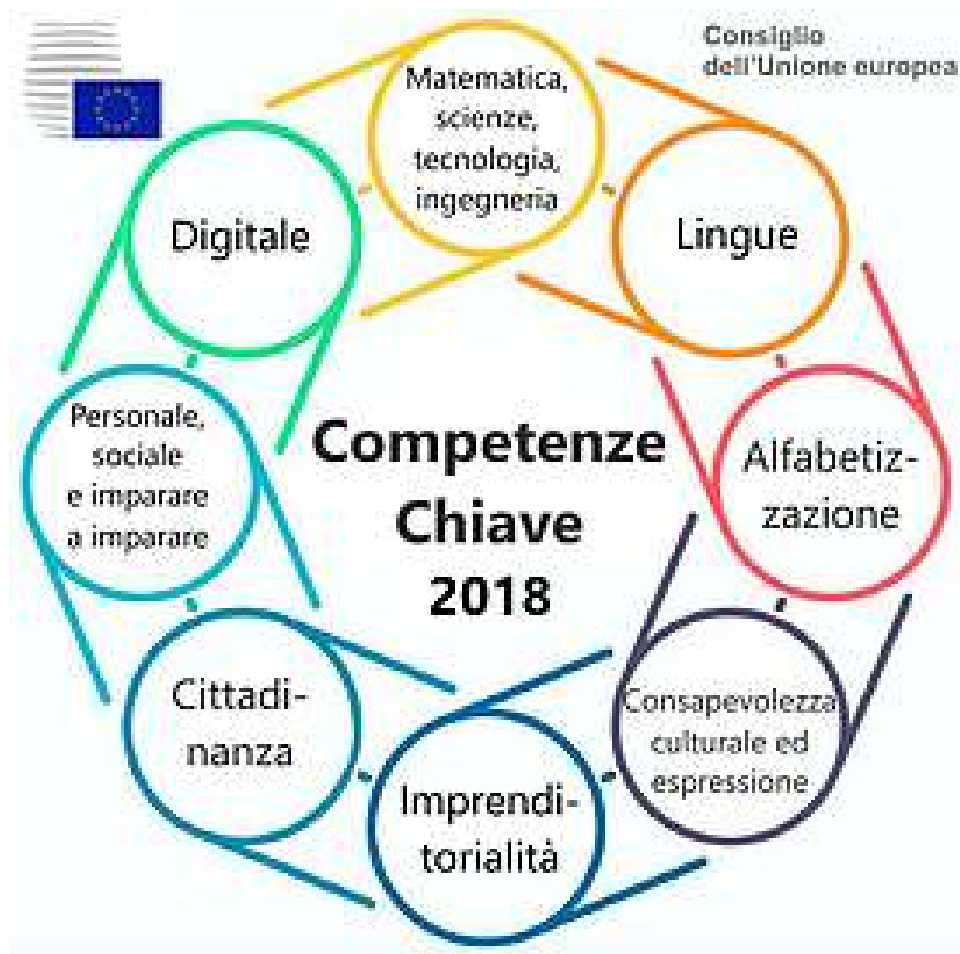 Consiglio
dell'Unione europea
Matematica,
scienze,
tecnologia,
ingegneria
Digitale
Lingue
Personale,
sociale
e imparare
a imparare
Competenze
Chiave
2018
Alfabetiz-
zazione
Cittadi-
nanza
Consapevolezza
culturale ed
espressione
Imprendi-
torialità